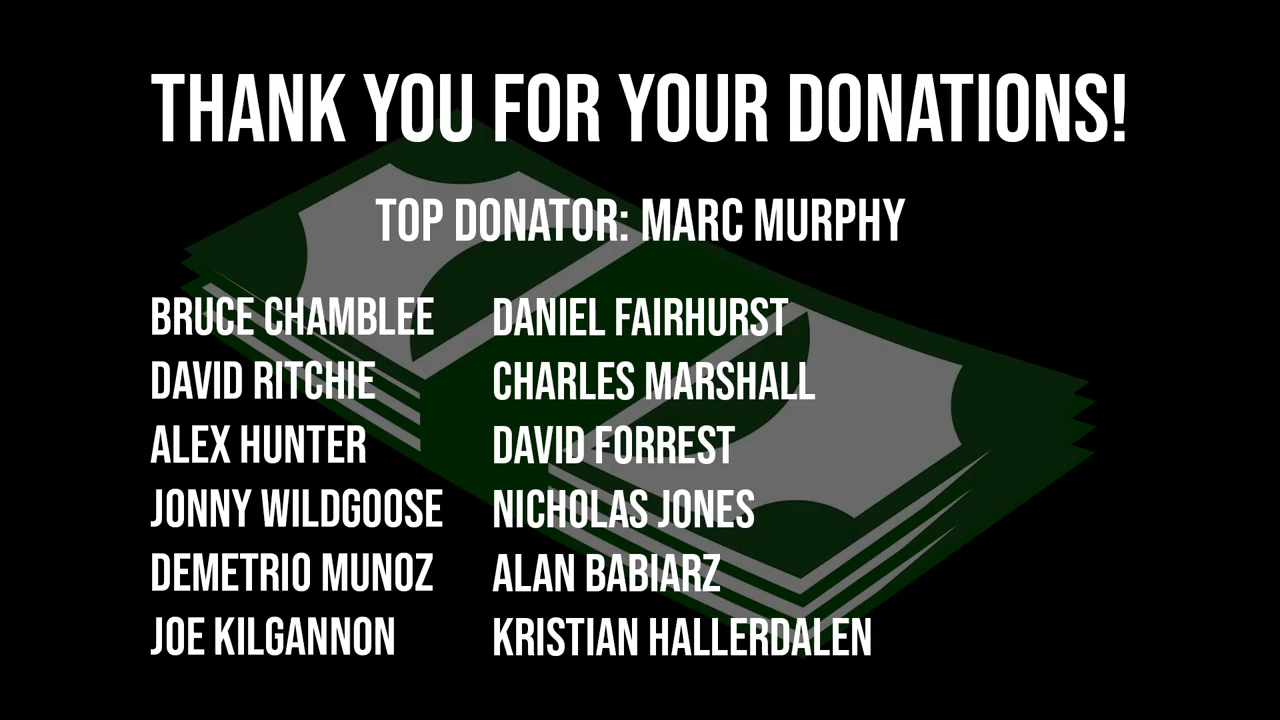 THANK YOU FOR YOUR DONATIONS!
TOP DONATOR: MARC MURPHY
BRUCE CHAMBLEE
DAVID RITCHIE
ALEX HUNTER
JONNY WILDGOOSE
DEMETRIO MUNOZ
JOE KILGANNON
DANIEL FAIRHURST
CHARLES MARSHALL
DAVID FORREST
NICHOLAS JONES
ALAN BABIARZ
KRISTIAN HALLERDALEN